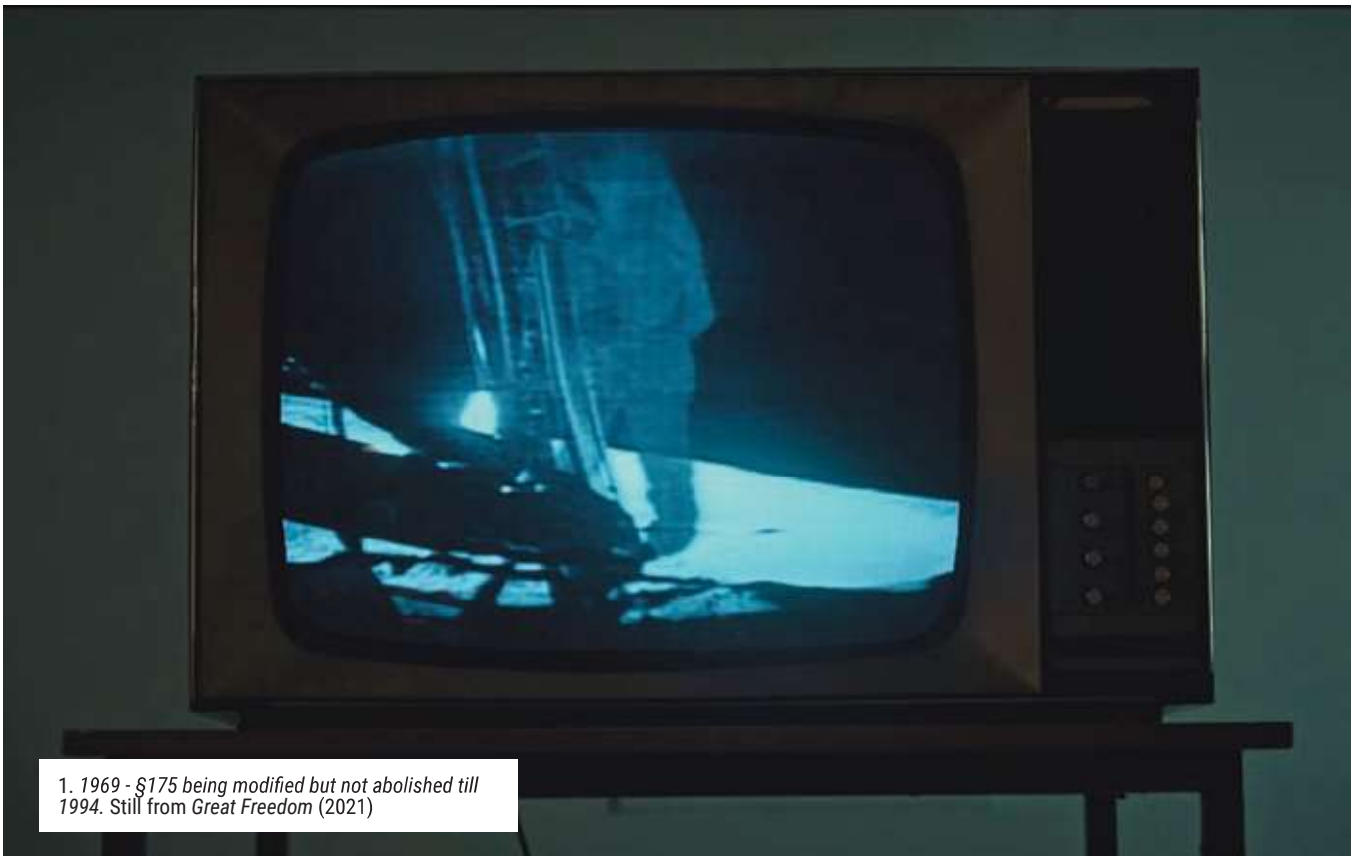 1. 1969 - §175 being modified but not abolished till
1994. Still from Great Freedom (2021)